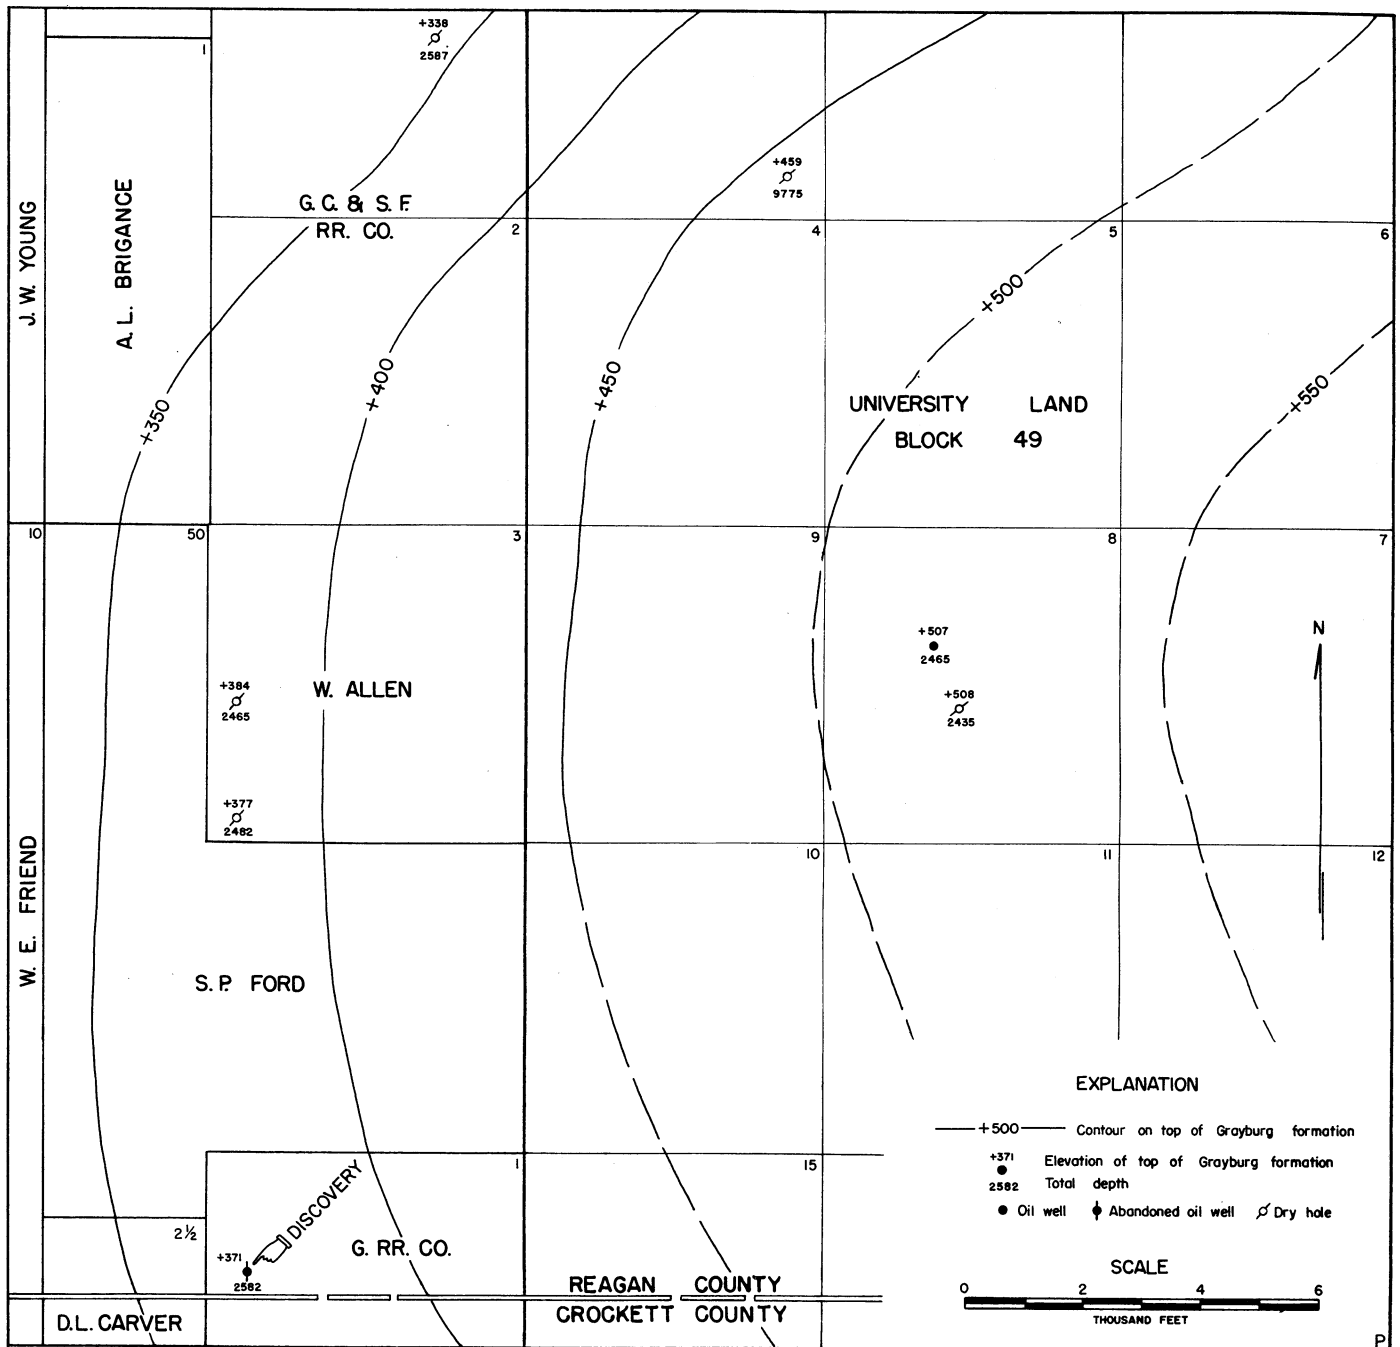 +338
2587
1
+459
9775
J. W. YOUNG
A. L. BRIGANCE
G. C. & S. F.
RR. CO.
2
4
5
6
+500
+400
+450
+350
+550
UNIVERSITY LAND
BLOCK 49
10
50
3
9
8
7
+507
2465
N
+384
2465
W. ALLEN
+508
2435
+377
2482
10
11
12
W. E. FRIEND
S. P. FORD
EXPLANATION
+500 Contour on top of Grayburg formation
+371
2582
Elevation of top of Grayburg formation
Total depth
Oil well Abandoned oil well Dry hole
1
15
DISCOVERY
2½
G. RR. CO.
+371
2582
SCALE
0 2 4 6
THOUSAND FEET
REAGAN COUNTY
CROCKETT COUNTY
D. L. CARVER
P